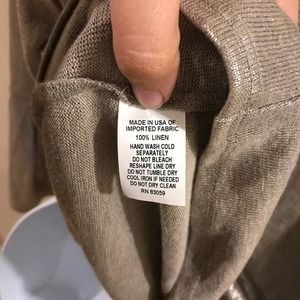 MADE IN USA OF
IMPORTED FABRIC
100% LINEN
HAND WASH COLD
SEPARATELY
DO NOT BLEACH
RESHAPE LINE DRY
DO NOT TUMBLE DRY
COOL IRON IF NEEDED
DO NOT DRY CLEAN
RN 83059